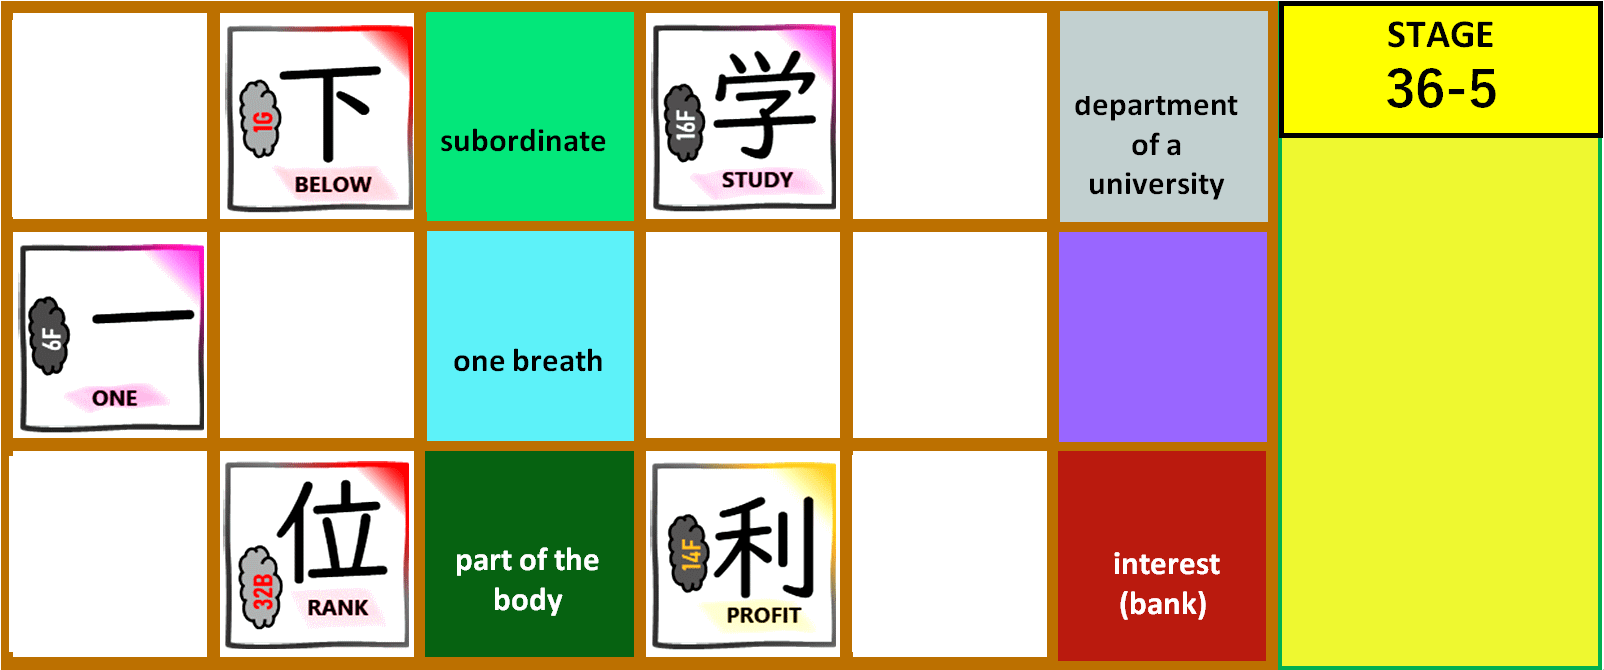 下
1G
BELOW
subordinate
学
16F
STUDY
department
of a
university
STAGE
36-5
一
6F
ONE
one breath
位
32B
RANK
part of the
body
利
14F
PROFIT
interest
(bank)